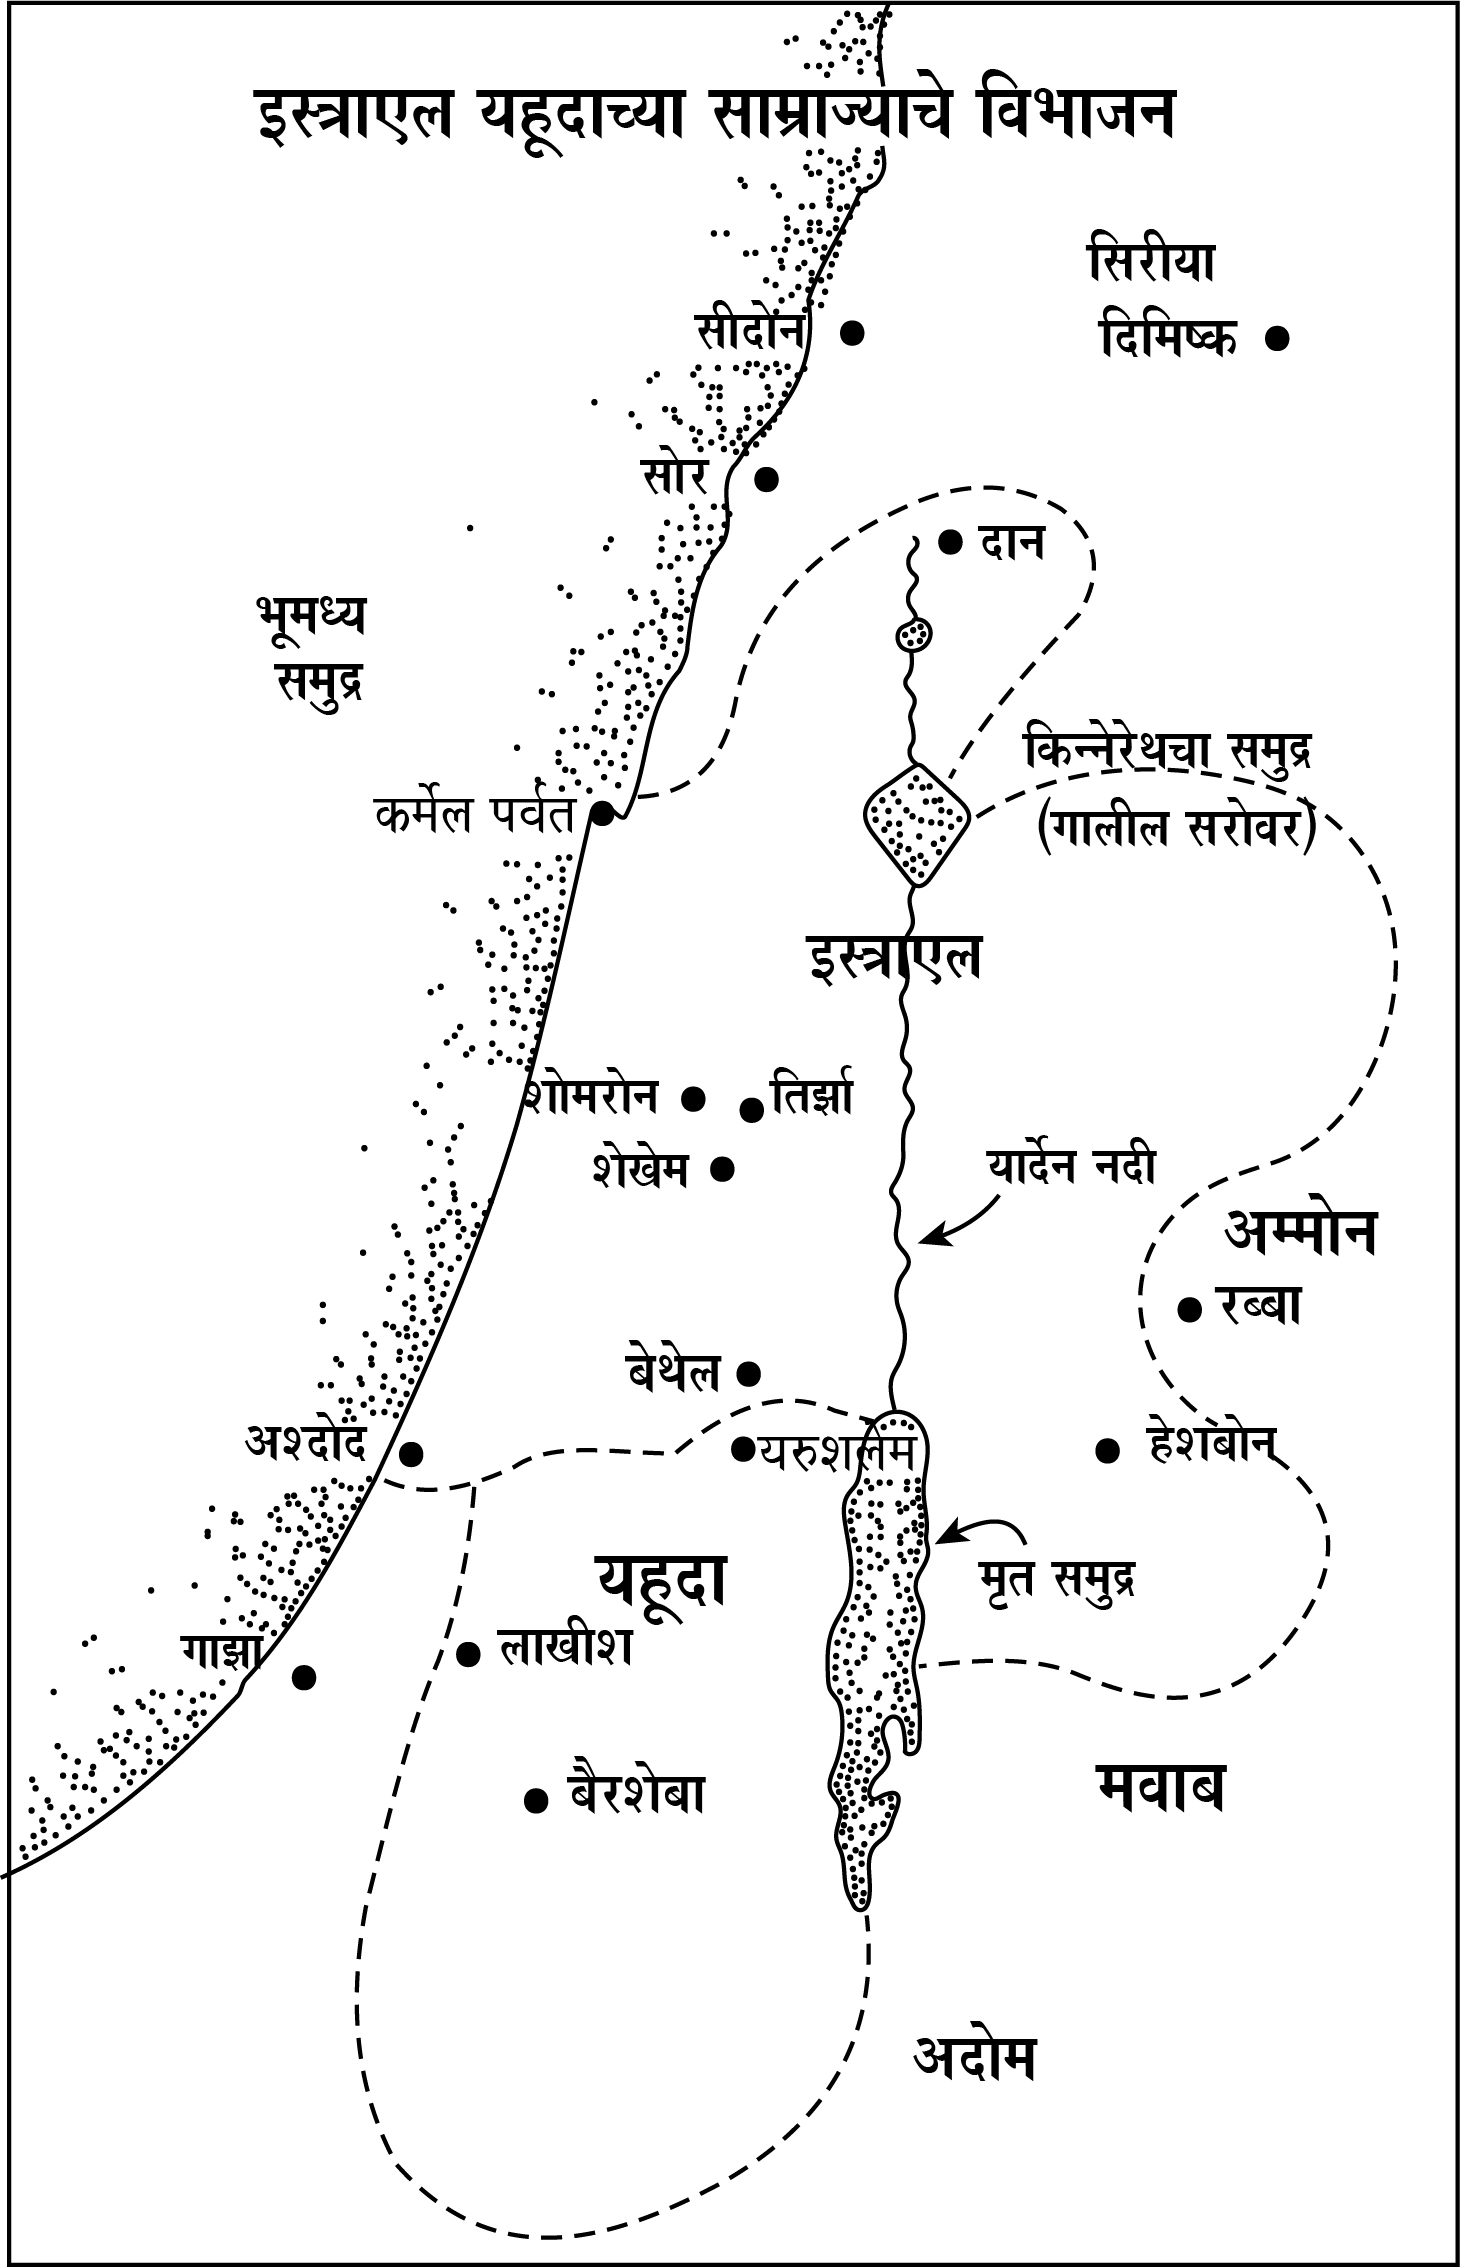 इस्त्राएल यहूदाच्या साम्राज्याचे विभाजन
सिरीया
सीदोन
दिमिष्क
सोर
दान
भूमध्य
समुद्र
किन्नेरेथचा समुद्र
(गालील सरोवर)
कर्मेल पर्वत
इस्त्राएल
शोमरोन
तिर्झा
शेखेम
यार्देन नदी
अम्मोन
रब्बा
बेथेल
अश्दोद
यरुशलेम
हेशबोन
यहूदा
मृत समुद्र
गाझा
लाखीश
बैरशेबा
मवाब
अदोम